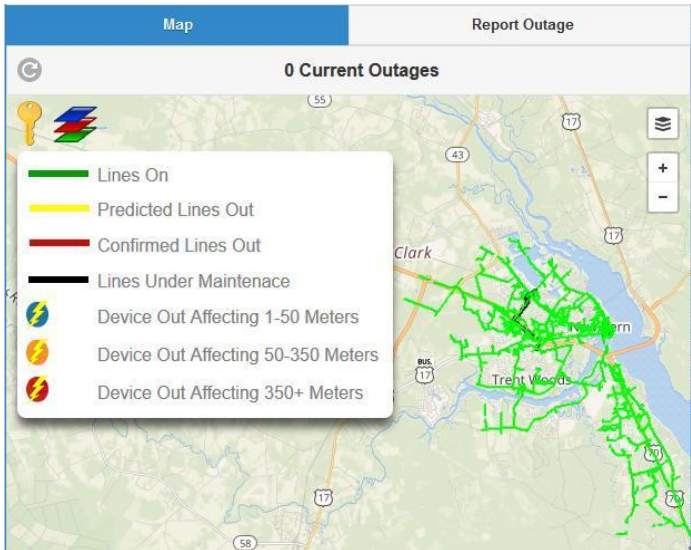 Map
Report Outage
0 Current Outages
55
17
43
17
Lines On
Predicted Lines Out
Confirmed Lines Out
Lines Under Maintenace
Device Out Affecting 1-50 Meters
Device Out Affecting 50-350 Meters
Device Out Affecting 350+ Meters
+
−
Clark
BUS.
17
Trent Woods
70
70
17
58